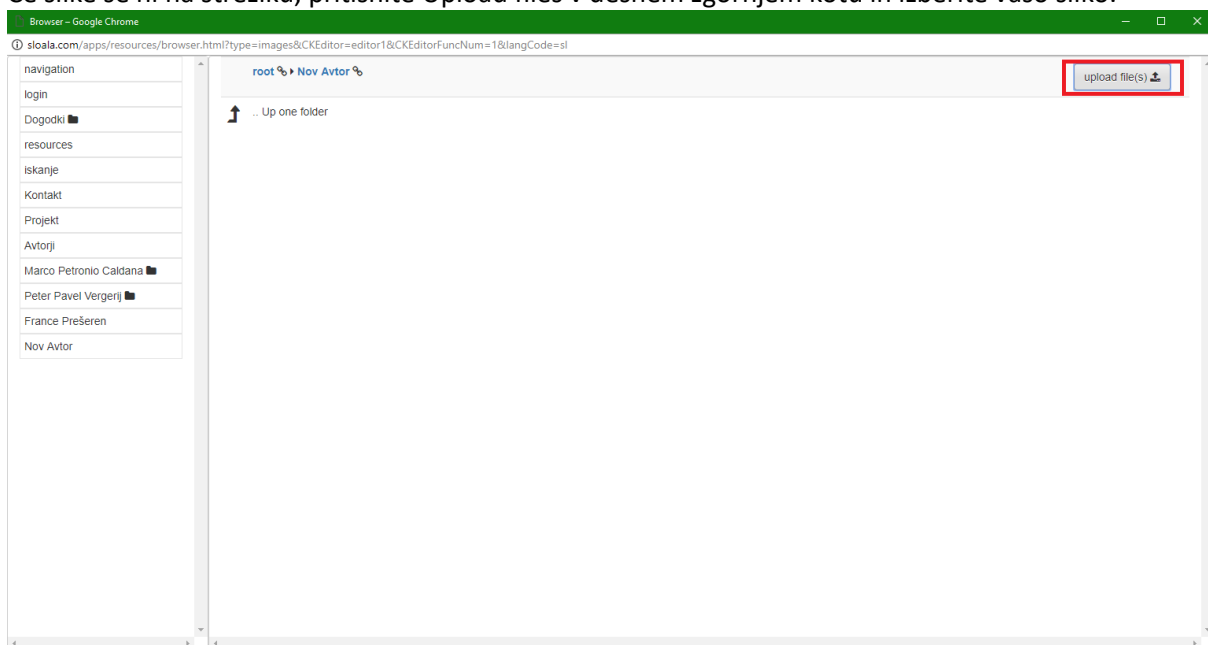 Browser – Google Chrome
sloala.com/apps/resources/browser.html?type=images&CKEditor=editor1&CKEditorFuncNum=1&langCode=sl
navigation
root Nov Avtor
upload file(s)
login
.. Up one folder
Dogodki
resources
iskanje
Kontakt
Projekt
Avtorji
Marco Petronio Caldana
Peter Pavel Vergerij
France Prešeren
Nov Avtor